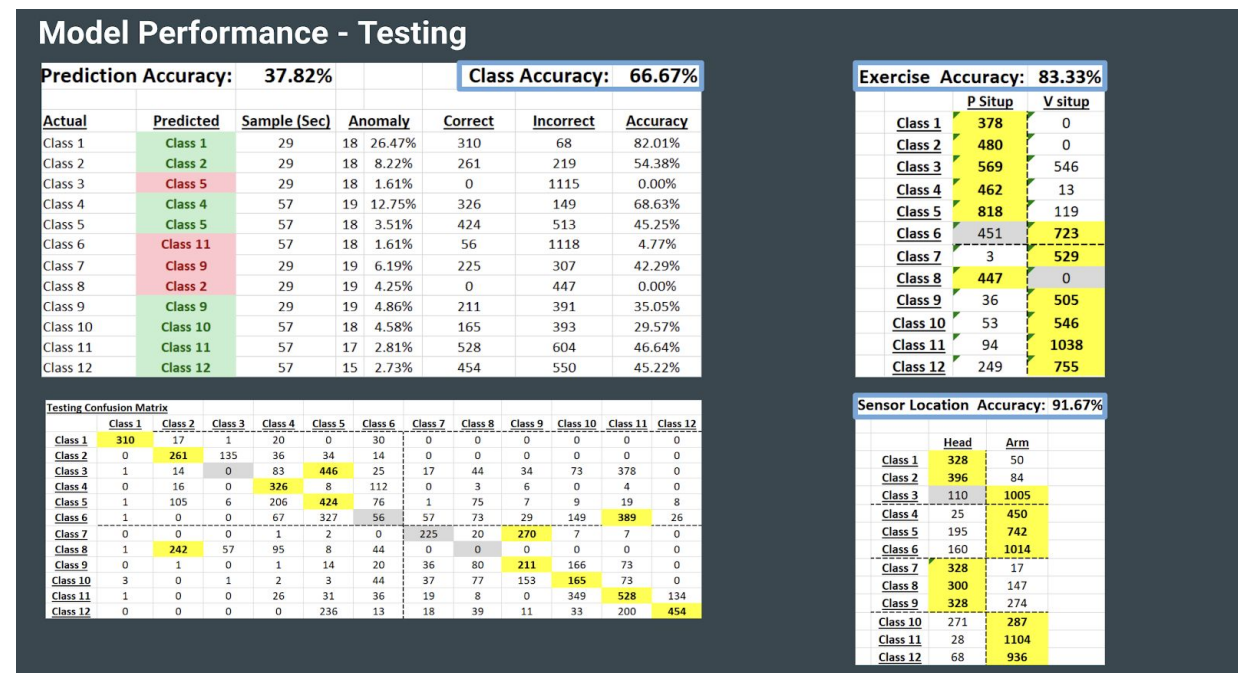 Model Performance - Testing
Prediction Accuracy: 37.82% Class Accuracy: 66.67%
Actual Predicted Sample (Sec) Anomaly Correct Incorrect Accuracy
Class 1 Class 1 29 18 26.47% 310 68 82.01%
Class 2 Class 2 29 18 8.22% 261 219 54.38%
Class 3 Class 5 29 18 1.61% 0 1115 0.00%
Class 4 Class 4 57 19 12.75% 326 149 68.63%
Class 5 Class 5 57 18 3.51% 424 513 45.25%
Class 6 Class 11 57 18 1.61% 56 1118 4.77%
Class 7 Class 9 29 19 6.19% 225 307 42.29%
Class 8 Class 2 29 19 4.25% 0 447 0.00%
Class 9 Class 9 29 19 4.86% 211 391 35.05%
Class 10 Class 10 57 18 4.58% 165 393 29.57%
Class 11 Class 11 57 17 2.81% 528 604 46.64%
Class 12 Class 12 57 15 2.73% 454 550 45.22%
Testing Confusion Matrix
Class 1 Class 2 Class 3 Class 4 Class 5 Class 6 Class 7 Class 8 Class 9 Class 10 Class 11 Class 12
Class 1 310 17 1 20 0 30 0 0 0 0 0 0
Class 2 0 261 135 36 34 14 0 0 0 0 0 0
Class 3 1 14 0 83 446 25 17 44 34 73 378 0
Class 4 0 16 0 326 8 112 0 3 6 0 4 0
Class 5 1 105 6 206 424 76 1 75 7 9 19 8
Class 6 1 0 0 67 327 56 57 73 29 149 389 26
Class 7 0 0 0 1 2 0 225 20 270 7 7 0
Class 8 1 242 57 95 8 44 0 0 0 0 0 0
Class 9 0 1 0 1 14 20 36 80 211 166 73 0
Class 10 3 0 1 2 3 44 37 77 153 165 73 0
Class 11 1 0 0 26 31 36 19 8 0 349 528 134
Class 12 0 0 0 0 236 13 18 39 11 33 200 454
Exercise Accuracy: 83.33%
P Situp V situp
Class 1 378 0
Class 2 480 0
Class 3 569 546
Class 4 462 13
Class 5 818 119
Class 6 451 723
Class 7 3 529
Class 8 447 0
Class 9 36 505
Class 10 53 546
Class 11 94 1038
Class 12 249 755
Sensor Location Accuracy: 91.67%
Head Arm
Class 1 328 50
Class 2 396 84
Class 3 110 1005
Class 4 25 450
Class 5 195 742
Class 6 160 1014
Class 7 328 17
Class 8 300 147
Class 9 328 274
Class 10 271 287
Class 11 28 1104
Class 12 68 936